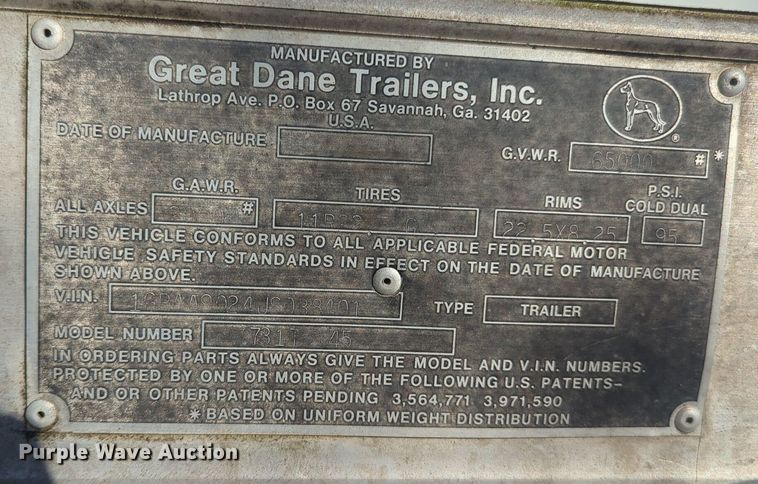 MANUFACTURED BY
Great Dane Trailers, Inc.
Lathrop Ave. P.O. Box 67 Savannah, Ga. 31402
U.S.A.
DATE OF MANUFACTURE
G.V.W.R. 65000 # *
G.A.W.R. TIRES RIMS P.S.I. COLD DUAL
ALL AXLES # 11R22 G 22.5X8.25 95
THIS VEHICLE CONFORMS TO ALL APPLICABLE FEDERAL MOTOR
VEHICLE SAFETY STANDARDS IN EFFECT ON THE DATE OF MANUFACTURE
SHOWN ABOVE.
V.I.N. TYPE TRAILER
MODEL NUMBER 45
IN ORDERING PARTS ALWAYS GIVE THE MODEL AND V.I.N. NUMBERS.
PROTECTED BY ONE OR MORE OF THE FOLLOWING U.S. PATENTS-
AND OR OTHER PATENTS PENDING 3,564,771 3,971,590
* BASED ON UNIFORM WEIGHT DISTRIBUTION
®
Purple Wave Auction